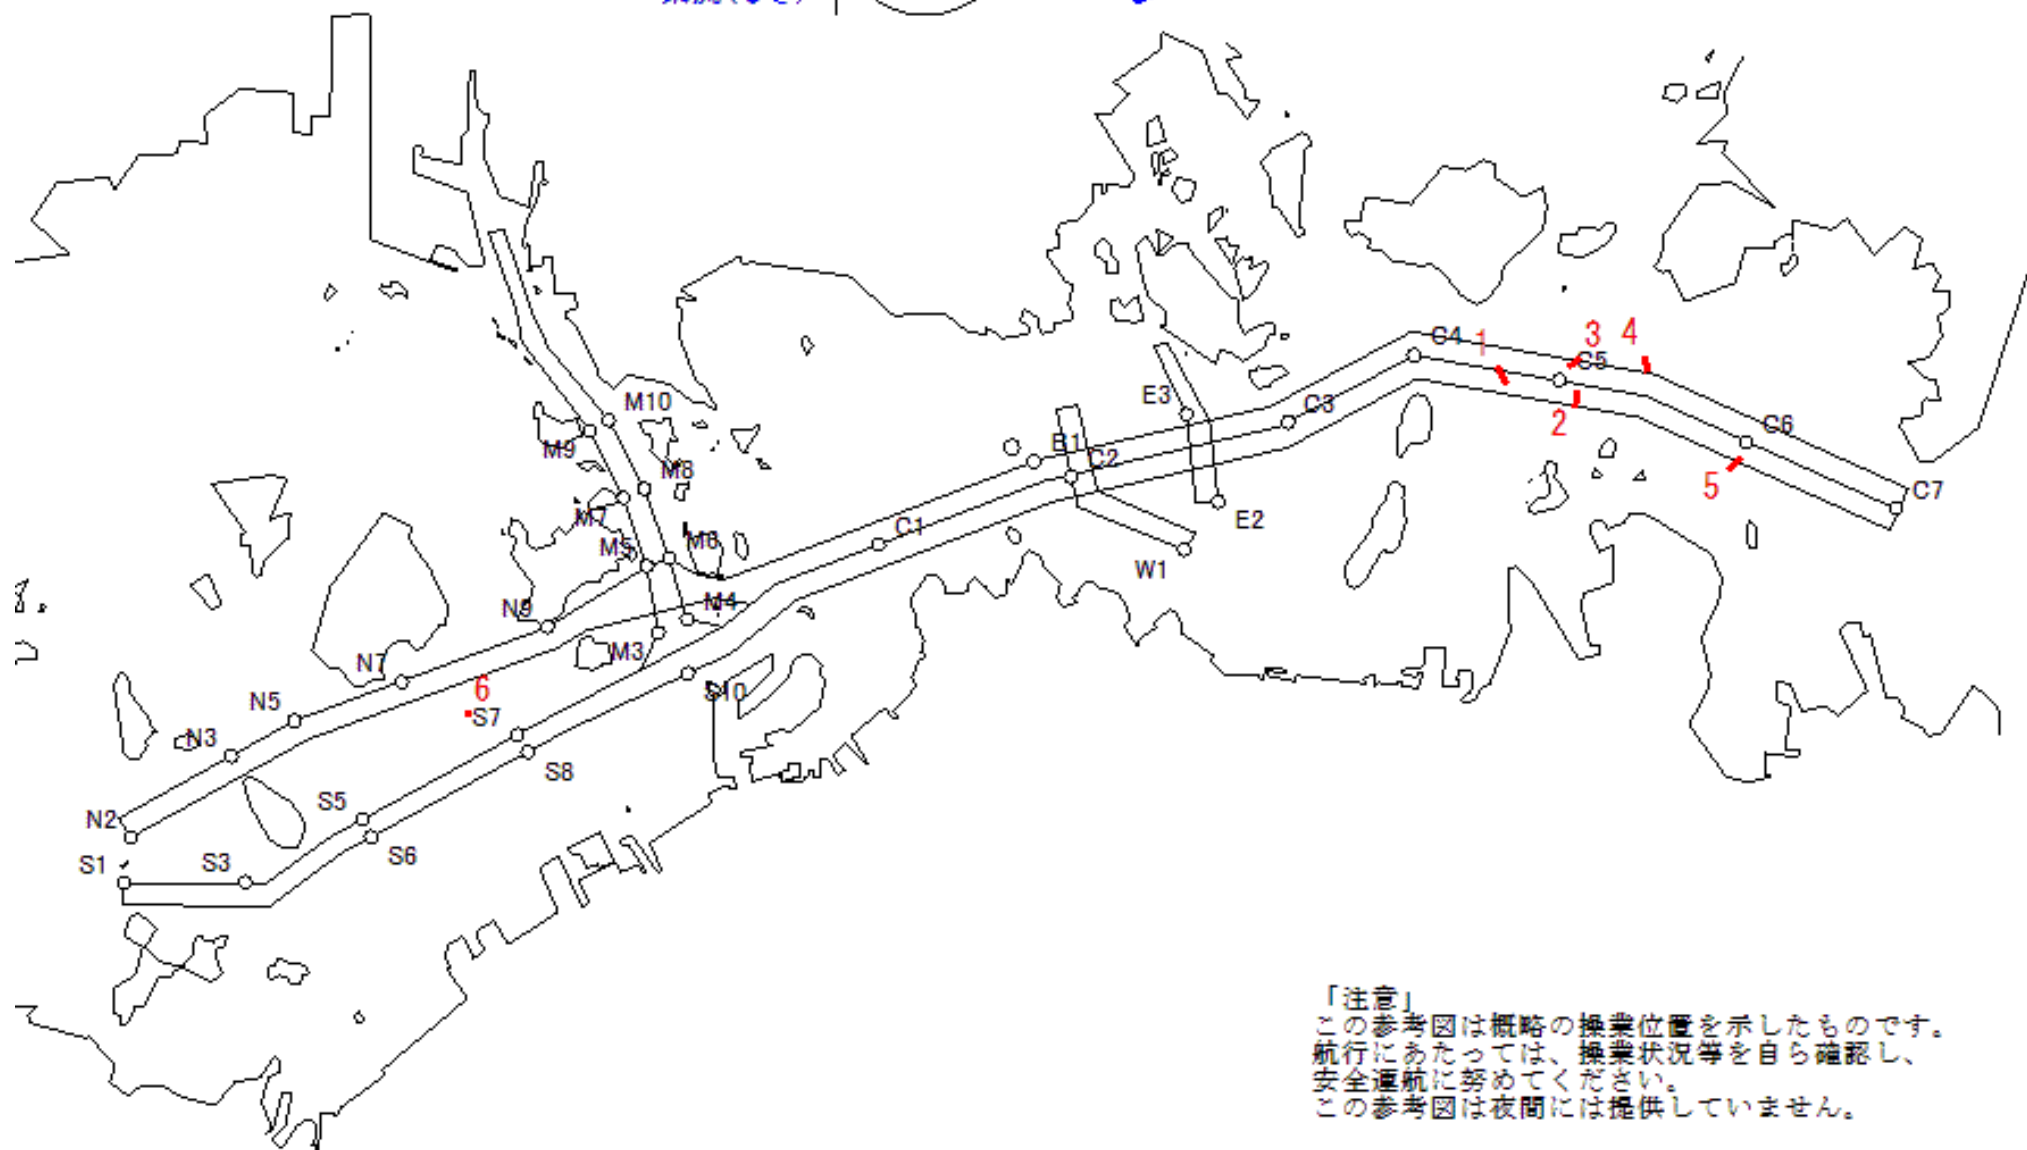 C4
1
3
4
C5
2
C6
5
C7
E3
C3
M10
M9
B1
C2
M8
E2
M7
M5
M6
C1
W1
N9
M4
M3
N7
S10
6
S7
N5
N3
S8
S5
N2
S6
S1
S3
「注意」
この参考図は概略の操業位置を示したものです。
航行にあたっては、操業状況等を自ら確認し、
安全運航に努めてください。
この参考図は夜間には提供していません。